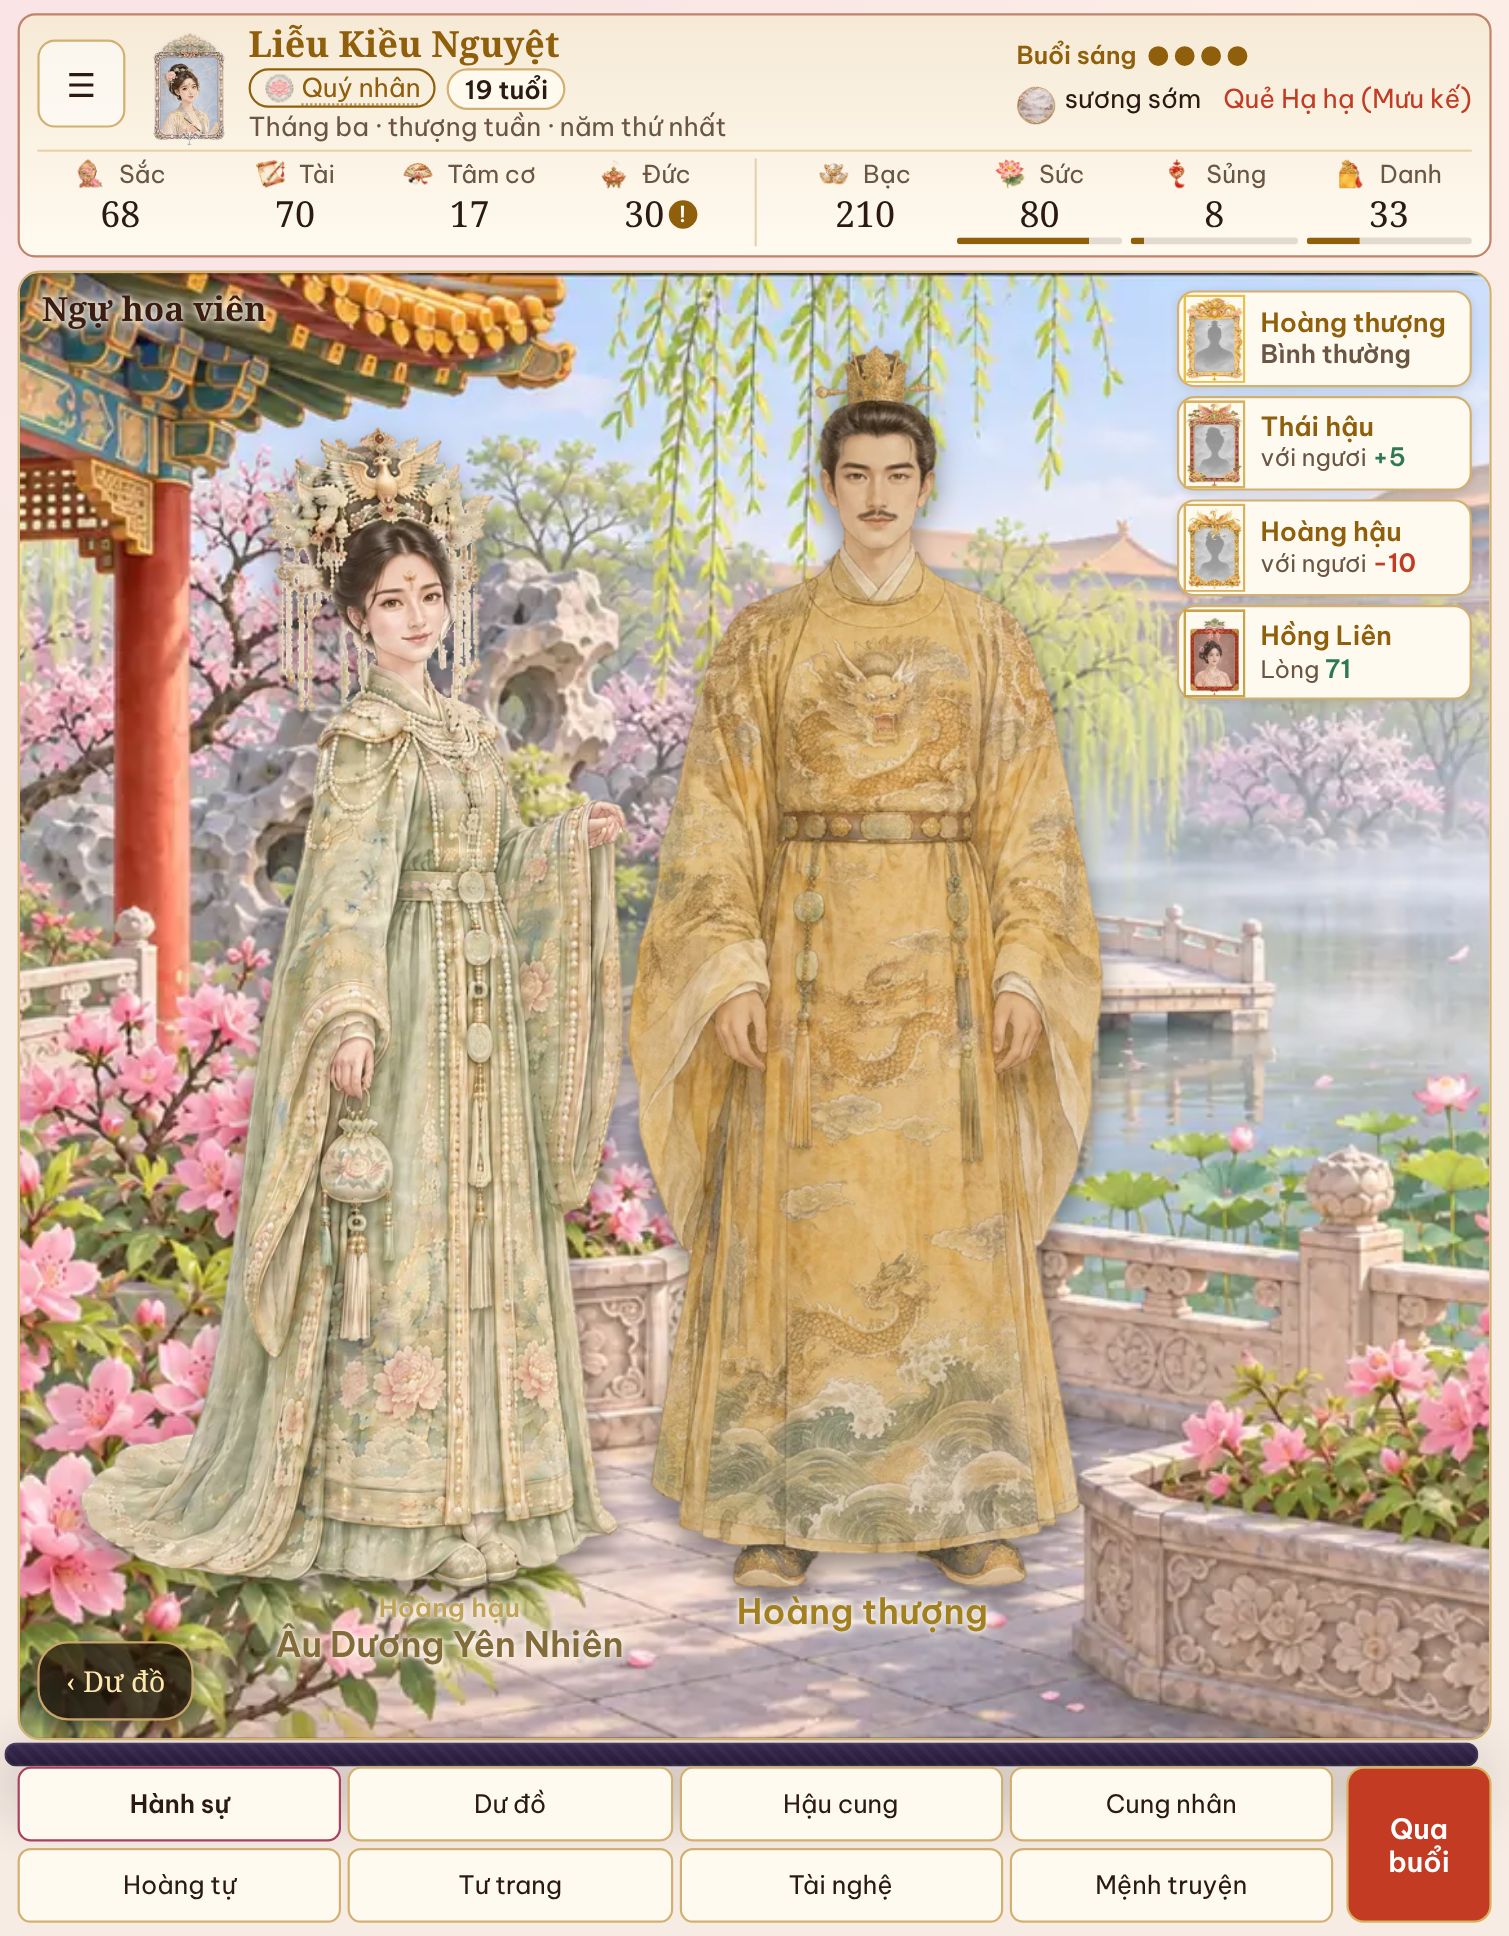 ☰
Liễu Kiều Nguyệt
Quý nhân
19 tuổi
Tháng ba · thượng tuần · năm thứ nhất
Buổi sáng
sương sớm
Quẻ Hạ hạ (Mưu kế)
Sắc
68
Tài
70
Tâm cơ
17
Đức
30 !
Bạc
210
Sức
80
Sủng
8
Danh
33
Ngự hoa viên
Hoàng thượng
Bình thường
Thái hậu
với ngươi +5
Hoàng hậu
với ngươi -10
Hồng Liên
Lòng 71
Hoàng hậu
Âu Dương Yên Nhiên
Hoàng thượng
‹ Dư đồ
Hành sự
Dư đồ
Hậu cung
Cung nhân
Hoàng tự
Tư trang
Tài nghệ
Mệnh truyện
Qua
buổi